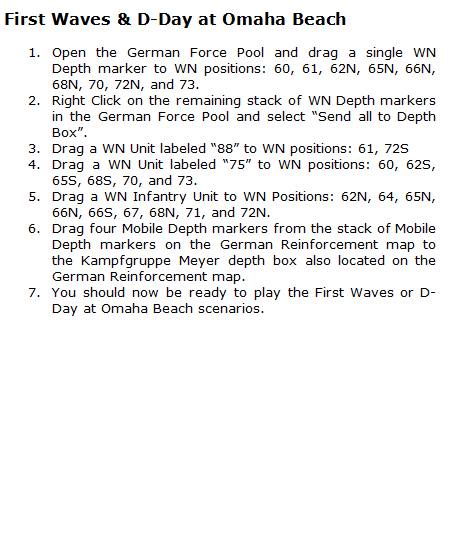 First Waves & D-Day at Omaha Beach
1. Open the German Force Pool and drag a single WN
Depth marker to WN positions: 60, 61, 62N, 65N, 66N,
68N, 70, 72N, and 73.
2. Right Click on the remaining stack of WN Depth markers
in the German Force Pool and select “Send all to Depth
Box”.
3. Drag a WN Unit labeled “88” to WN positions: 61, 72S
4. Drag a WN Unit labeled “75” to WN positions: 60, 62S,
65S, 68S, 70, and 73.
5. Drag a WN Infantry Unit to WN Positions: 62N, 64, 65N,
66N, 66S, 67, 68N, 71, and 72N.
6. Drag four Mobile Depth markers from the stack of Mobile
Depth markers on the German Reinforcement map to
the Kampfgruppe Meyer depth box also located on the
German Reinforcement map.
7. You should now be ready to play the First Waves or D-
Day at Omaha Beach scenarios.